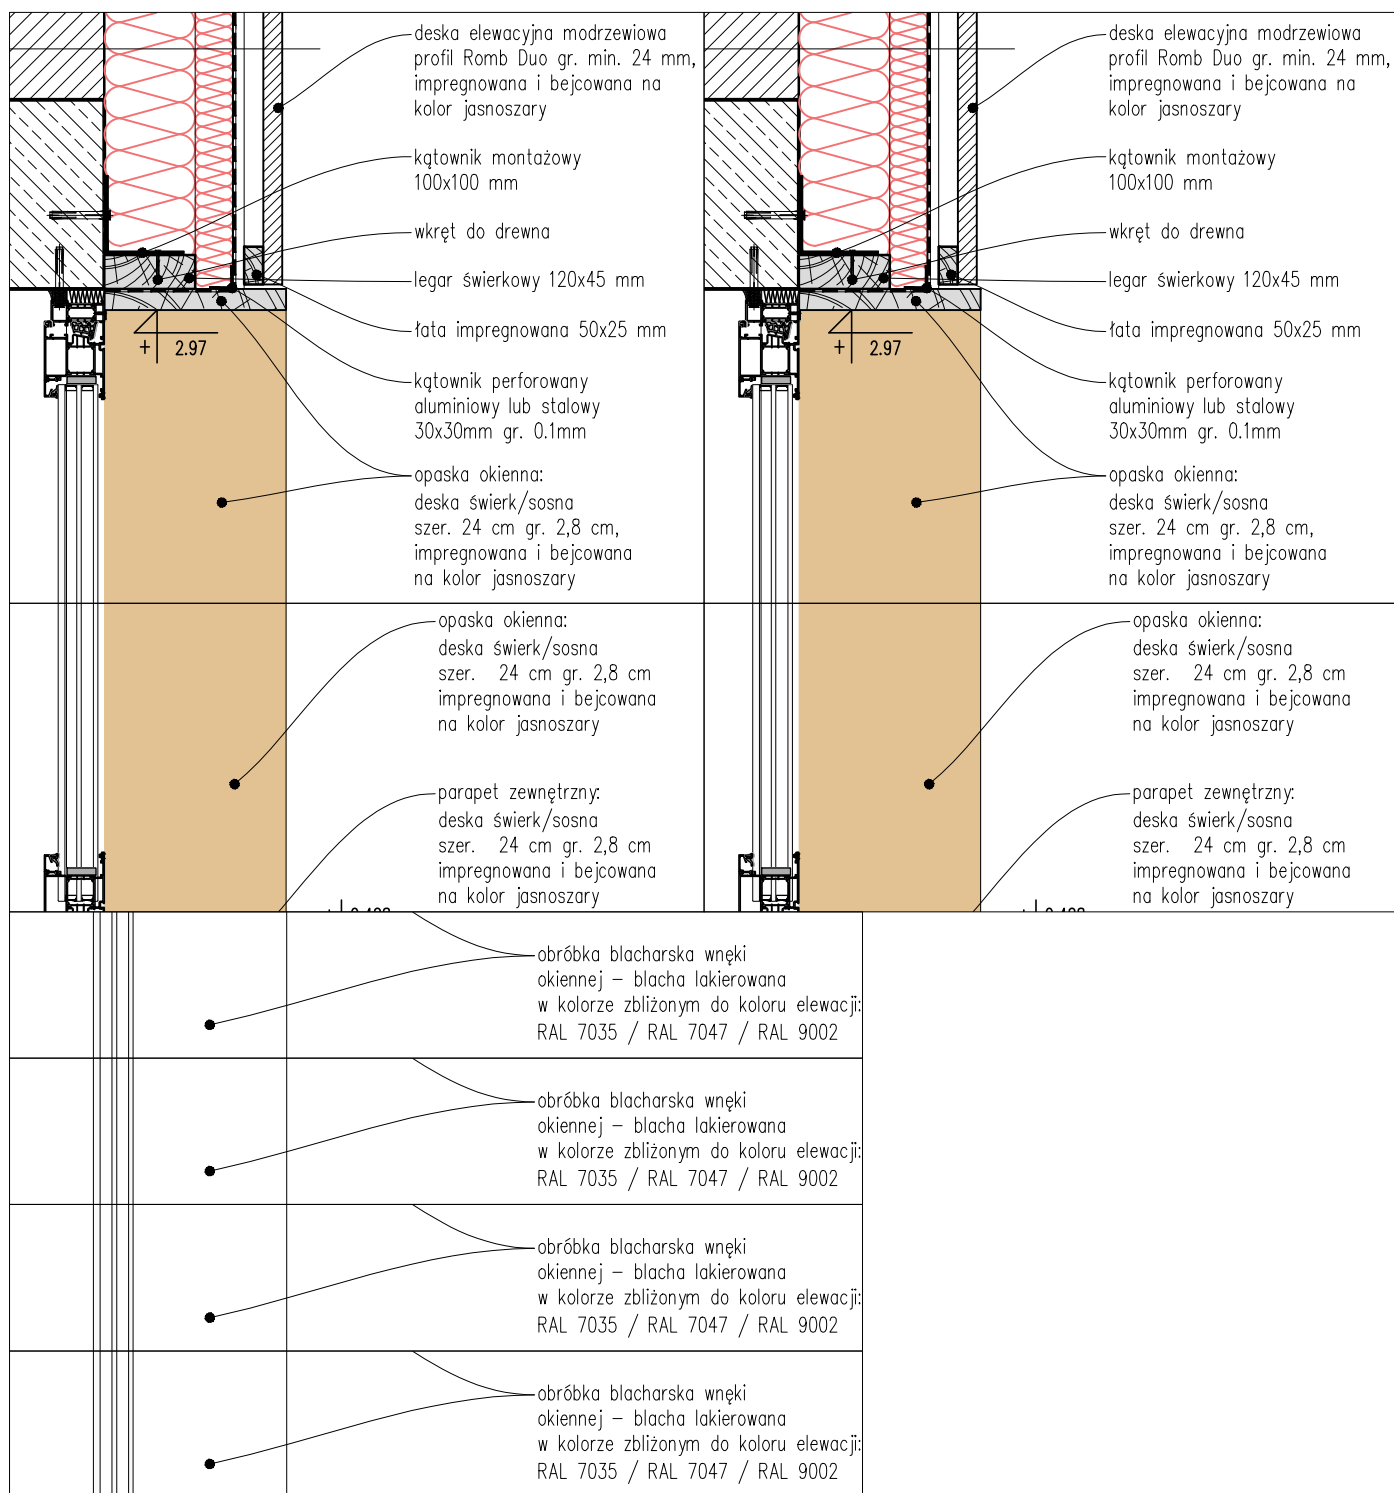 deska elewacyjna modrzewiowa
profil Romb Duo gr. min. 24 mm,
impregnowana i bejcowana na
kolor jasnoszary
kątownik montażowy
100x100 mm
wkręt do drewna
legar świerkowy 120x45 mm
łata impregnowana 50x25 mm
+ 2.97
kątownik perforowany
aluminiowy lub stalowy
30x30mm gr. 0.1mm
opaska okienna:
deska świerk/sosna
szer. 24 cm gr. 2,8 cm,
impregnowana i bejcowana
na kolor jasnoszary
deska elewacyjna modrzewiowa
profil Romb Duo gr. min. 24 mm,
impregnowana i bejcowana na
kolor jasnoszary
kątownik montażowy
100x100 mm
wkręt do drewna
legar świerkowy 120x45 mm
łata impregnowana 50x25 mm
+ 2.97
kątownik perforowany
aluminiowy lub stalowy
30x30mm gr. 0.1mm
opaska okienna:
deska świerk/sosna
szer. 24 cm gr. 2,8 cm,
impregnowana i bejcowana
na kolor jasnoszary
opaska okienna:
deska świerk/sosna
szer. 24 cm gr. 2,8 cm
impregnowana i bejcowana
na kolor jasnoszary
parapet zewnętrzny:
deska świerk/sosna
szer. 24 cm gr. 2,8 cm
impregnowana i bejcowana
na kolor jasnoszary
opaska okienna:
deska świerk/sosna
szer. 24 cm gr. 2,8 cm
impregnowana i bejcowana
na kolor jasnoszary
parapet zewnętrzny:
deska świerk/sosna
szer. 24 cm gr. 2,8 cm
impregnowana i bejcowana
na kolor jasnoszary
obróbka blacharska wnęki
okiennej – blacha lakierowana
w kolorze zbliżonym do koloru elewacji:
RAL 7035 / RAL 7047 / RAL 9002
obróbka blacharska wnęki
okiennej – blacha lakierowana
w kolorze zbliżonym do koloru elewacji:
RAL 7035 / RAL 7047 / RAL 9002
obróbka blacharska wnęki
okiennej – blacha lakierowana
w kolorze zbliżonym do koloru elewacji:
RAL 7035 / RAL 7047 / RAL 9002
obróbka blacharska wnęki
okiennej – blacha lakierowana
w kolorze zbliżonym do koloru elewacji:
RAL 7035 / RAL 7047 / RAL 9002